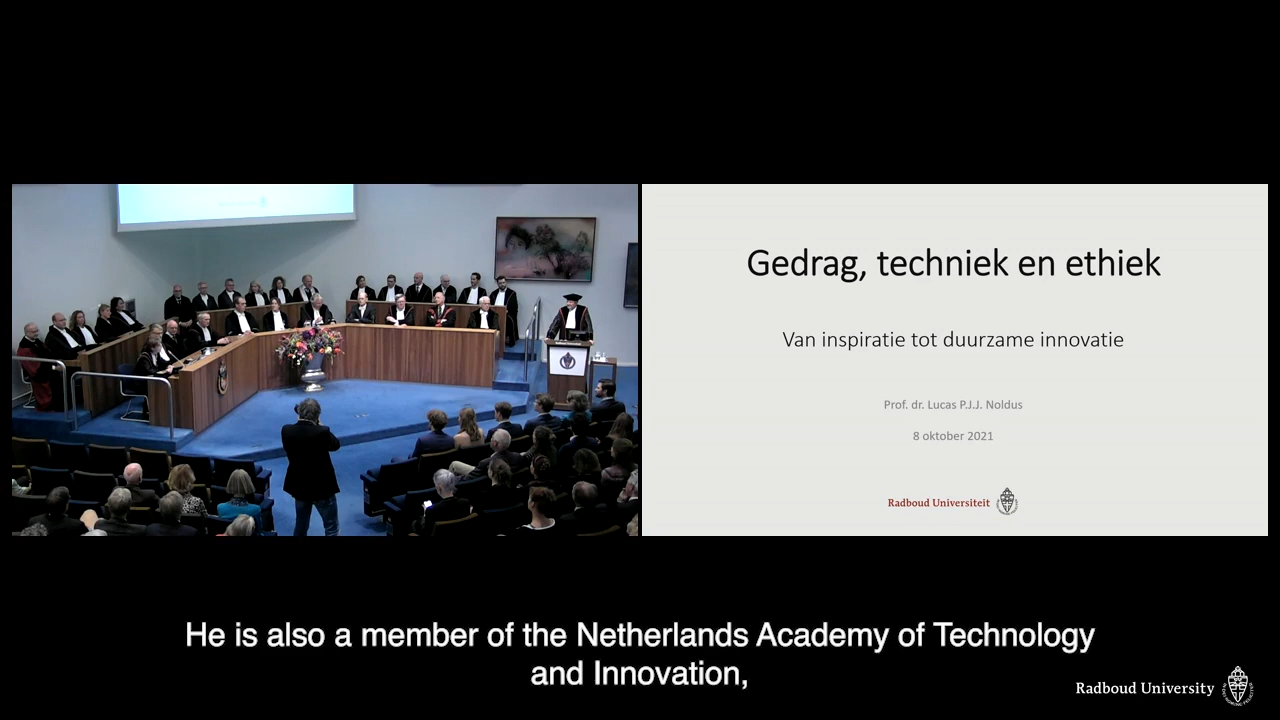 Gedrag, techniek en ethiek
Van inspiratie tot duurzame innovatie
Prof. dr. Lucas P.J.J. Noldus
8 oktober 2021
Radboud Universiteit
He is also a member of the Netherlands Academy of Technology
and Innovation,
Radboud University